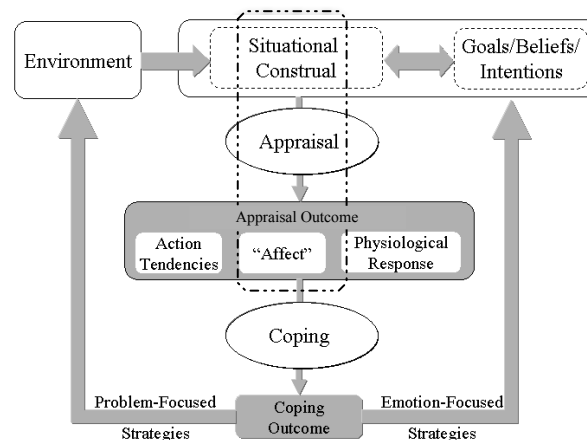 Environment
Situational
Construal
Goals/Beliefs/
Intentions
Appraisal
Appraisal Outcome
Action
Tendencies
“Affect”
Physiological
Response
Coping
Problem-Focused
Strategies
Coping
Outcome
Emotion-Focused
Strategies